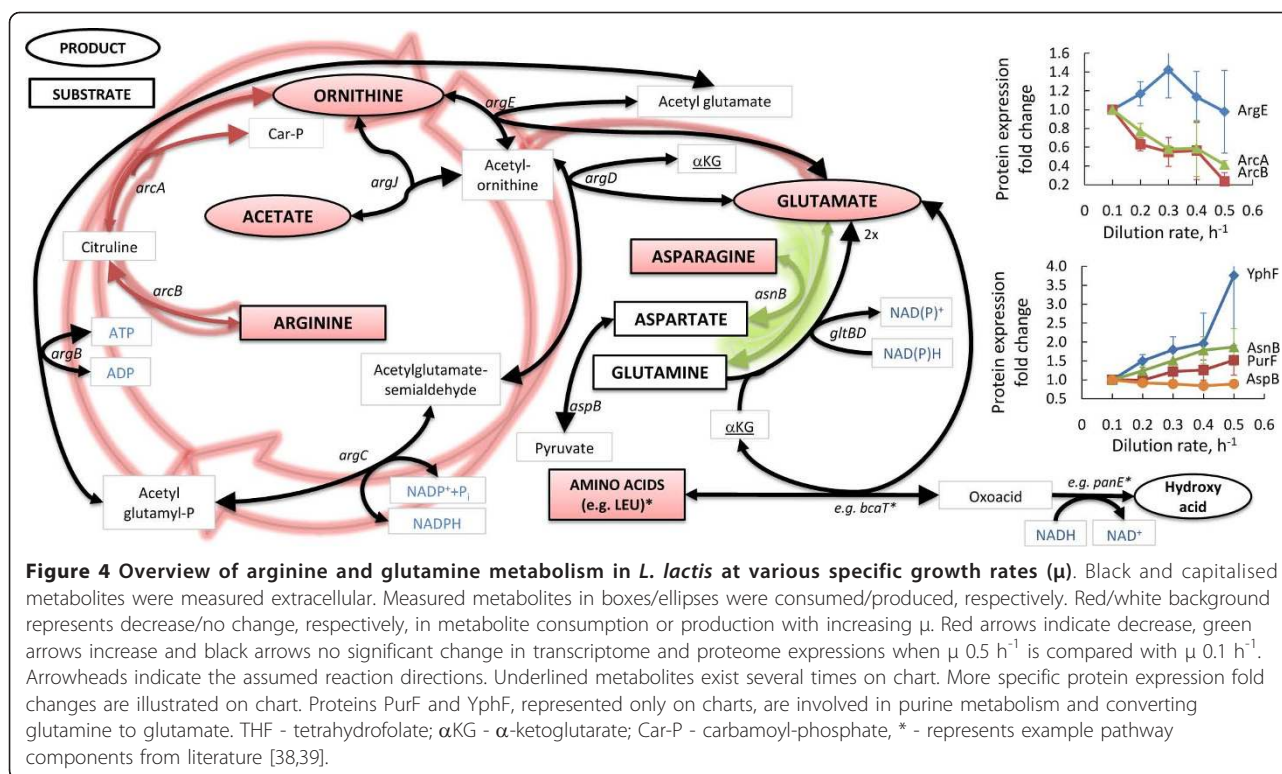 PRODUCT
SUBSTRATE
ORNITHINE
argE
Acetyl glutamate
Car-P
arcA
argJ
Acetyl-
ornithine
argD
αKG
ACETATE
GLUTAMATE
2x
Citruline
arcB
ARGININE
ASPARAGINE
asnB
ASPARTATE
GLUTAMINE
gltBD
NAD(P)⁺
NAD(P)H
ATP
argB
ADP
Acetylglutamate-
semialdehyde
aspB
Pyruvate
αKG
argC
Acetyl
glutamyl-P
NADP⁺+Pᵢ
NADPH
AMINO ACIDS
(e.g. LEU)*
e.g. bcaT*
Oxoacid
e.g. panE*
Hydroxy
acid
NADH
NAD⁺
Protein expression
fold change
1.6
1.4
1.2
1.0
0.8
0.6
0.4
0.2
ArgE
ArcA
ArcB
0 0.1 0.2 0.3 0.4 0.5 0.6
Dilution rate, h⁻¹
Protein expression
fold change
4.0
3.5
3.0
2.5
2.0
1.5
1.0
0.5
YphF
AsnB
PurF
AspB
0 0.1 0.2 0.3 0.4 0.5 0.6
Dilution rate, h⁻¹
Figure 4 Overview of arginine and glutamine metabolism in L. lactis at various specific growth rates (μ). Black and capitalised
metabolites were measured extracellular. Measured metabolites in boxes/ellipses were consumed/produced, respectively. Red/white background
represents decrease/no change, respectively, in metabolite consumption or production with increasing μ. Red arrows indicate decrease, green
arrows increase and black arrows no significant change in transcriptome and proteome expressions when μ 0.5 h⁻¹ is compared with μ 0.1 h⁻¹.
Arrowheads indicate the assumed reaction directions. Underlined metabolites exist several times on chart. More specific protein expression fold
changes are illustrated on chart. Proteins PurF and YphF, represented only on charts, are involved in purine metabolism and converting
glutamine to glutamate. THF - tetrahydrofolate; αKG - α-ketoglutarate; Car-P - carbamoyl-phosphate, * - represents example pathway
components from literature [38,39].